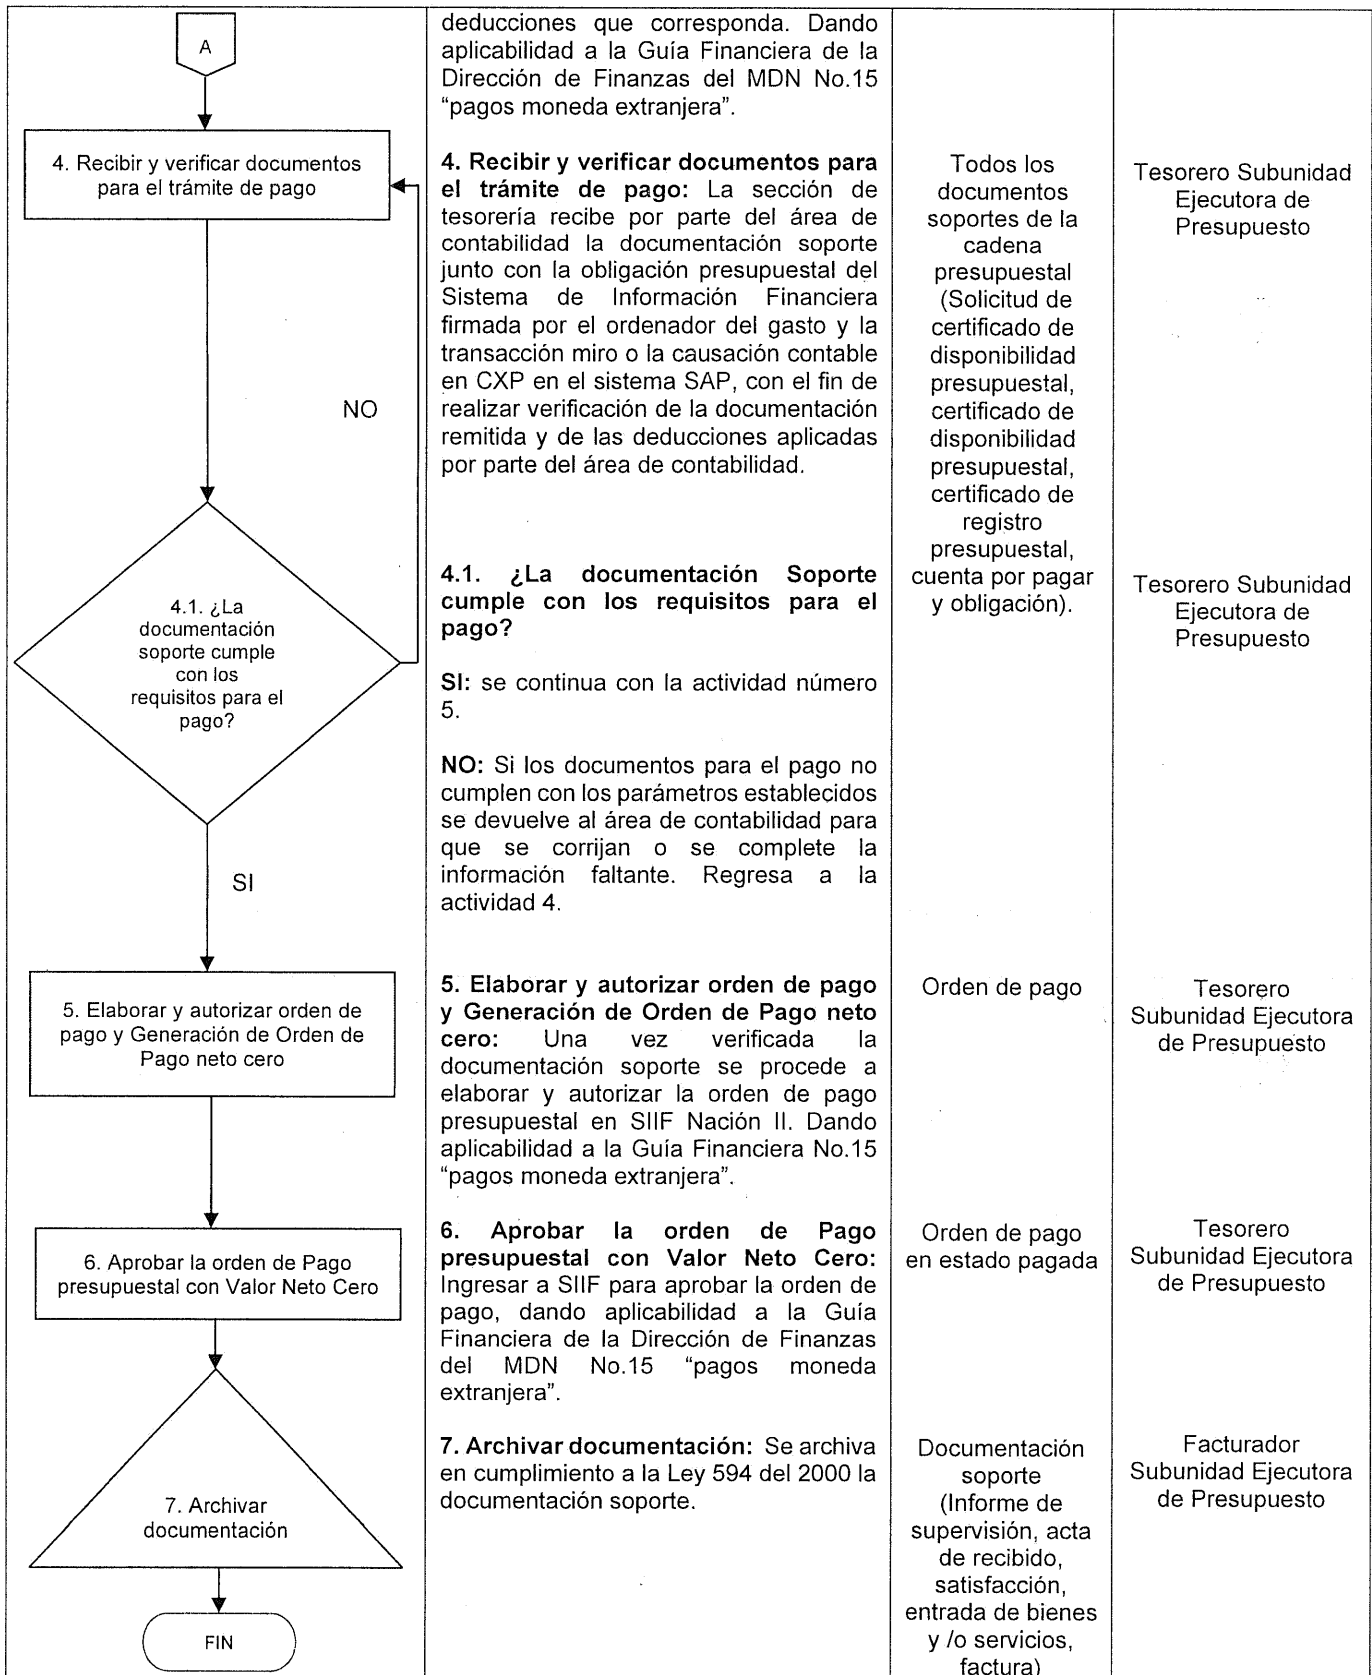 A
4. Recibir y verificar documentos
para el trámite de pago
NO
4.1. ¿La
documentación
soporte cumple
con los
requisitos para el
pago?
SI
5. Elaborar y autorizar orden de
pago y Generación de Orden de
Pago neto cero
6. Aprobar la orden de Pago
presupuestal con Valor Neto Cero
7. Archivar
documentación
FIN
deducciones que corresponda. Dando
aplicabilidad a la Guía Financiera de la
Dirección de Finanzas del MDN No.15
“pagos moneda extranjera”.
4. Recibir y verificar documentos para
el trámite de pago: La sección de
tesorería recibe por parte del área de
contabilidad la documentación soporte
junto con la obligación presupuestal del
Sistema de Información Financiera
firmada por el ordenador del gasto y la
transacción miro o la causación contable
en CXP en el sistema SAP, con el fin de
realizar verificación de la documentación
remitida y de las deducciones aplicadas
por parte del área de contabilidad.
4.1. ¿La documentación Soporte
cumple con los requisitos para el
pago?
SI: se continua con la actividad número
5.
NO: Si los documentos para el pago no
cumplen con los parámetros establecidos
se devuelve al área de contabilidad para
que se corrijan o se complete la
información faltante. Regresa a la
actividad 4.
5. Elaborar y autorizar orden de pago
y Generación de Orden de Pago neto
cero: Una vez verificada la
documentación soporte se procede a
elaborar y autorizar la orden de pago
presupuestal en SIIF Nación II. Dando
aplicabilidad a la Guía Financiera No.15
“pagos moneda extranjera”.
6. Aprobar la orden de Pago
presupuestal con Valor Neto Cero:
Ingresar a SIIF para aprobar la orden de
pago, dando aplicabilidad a la Guía
Financiera de la Dirección de Finanzas
del MDN No.15 “pagos moneda
extranjera”.
7. Archivar documentación: Se archiva
en cumplimiento a la Ley 594 del 2000 la
documentación soporte.
Todos los
documentos
soportes de la
cadena
presupuestal
(Solicitud de
certificado de
disponibilidad
presupuestal,
certificado de
disponibilidad
presupuestal,
certificado de
registro
presupuestal,
cuenta por pagar
y obligación).
Orden de pago
Orden de pago
en estado pagada
Documentación
soporte
(Informe de
supervisión, acta
de recibido,
satisfacción,
entrada de bienes
y /o servicios,
factura)
Tesorero Subunidad
Ejecutora de
Presupuesto
Tesorero Subunidad
Ejecutora de
Presupuesto
Tesorero
Subunidad Ejecutora
de Presupuesto
Tesorero
Subunidad Ejecutora
de Presupuesto
Facturador
Subunidad Ejecutora
de Presupuesto